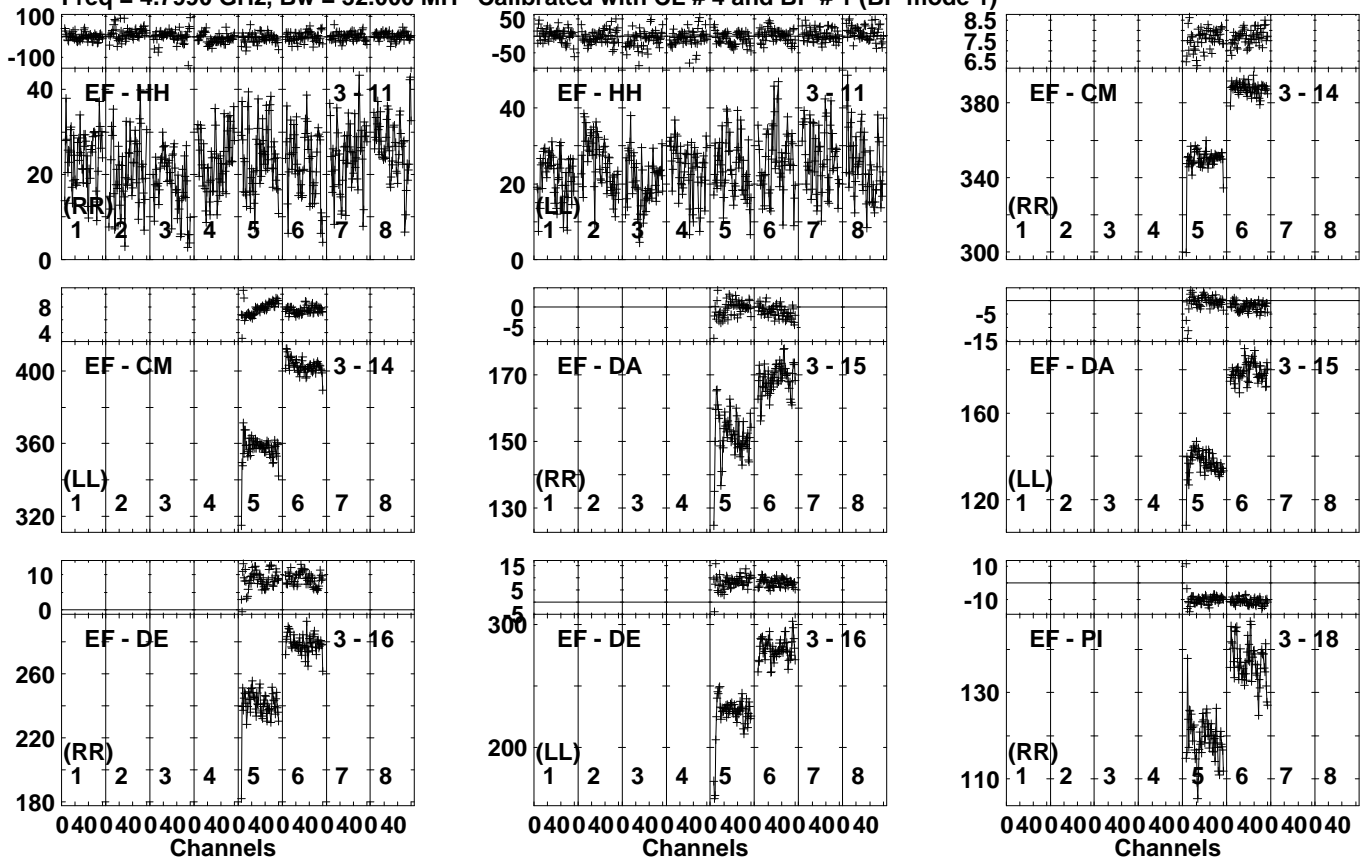 Freq = 4.7990 GHz, Bw = 32.000 MH Calibrated with CL # 4 and BP # 1 (BP mode 1)
100
-100
40
20
0
EF - HH
3 - 11
(RR)
1 2 3 4 5 6 7 8
50
-50
40
20
0
EF - HH
3 - 11
(LL)
1 2 3 4 5 6 7 8
8.5
7.5
6.5
380
340
300
EF - CM
3 - 14
(RR)
1 2 3 4 5 6 7 8
8
4
400
360
320
EF - CM
3 - 14
(LL)
1 2 3 4 5 6 7 8
0
-5
170
150
130
EF - DA
3 - 15
(RR)
1 2 3 4 5 6 7 8
-5
-15
160
120
EF - DA
3 - 15
(LL)
1 2 3 4 5 6 7 8
10
0
260
220
180
EF - DE
3 - 16
(RR)
1 2 3 4 5 6 7 8
040040040040040040040040
Channels
15
5
300
200
EF - DE
3 - 16
(LL)
1 2 3 4 5 6 7 8
040040040040040040040040
Channels
10
-10
130
110
EF - PI
3 - 18
(RR)
1 2 3 4 5 6 7 8
040040040040040040040040
Channels